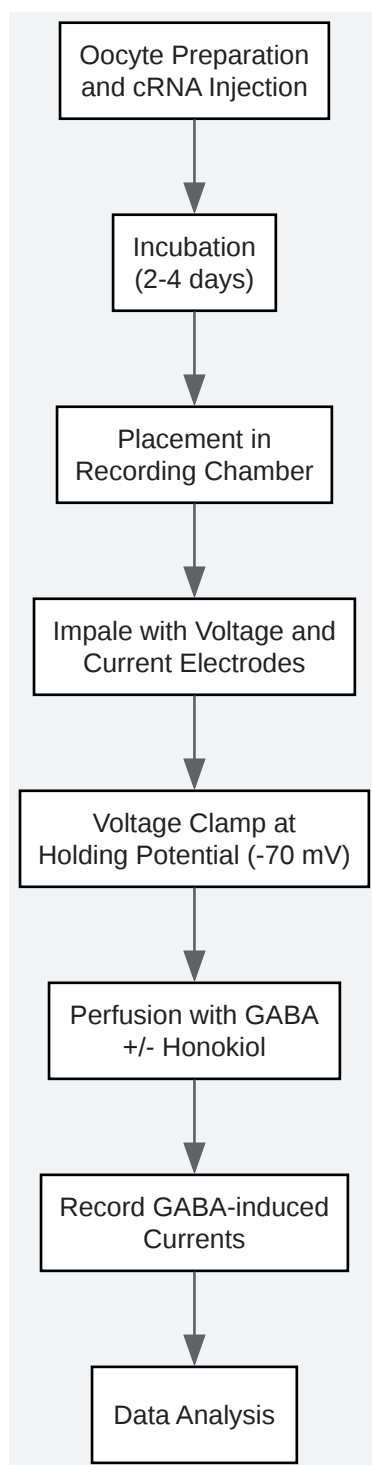 Oocyte Preparation
and cRNA Injection
Incubation
(2-4 days)
Placement in
Recording Chamber
Impale with Voltage and
Current Electrodes
Voltage Clamp at
Holding Potential (-70 mV)
Perfusion with GABA
+/- Honokiol
Record GABA-induced
Currents
Data Analysis